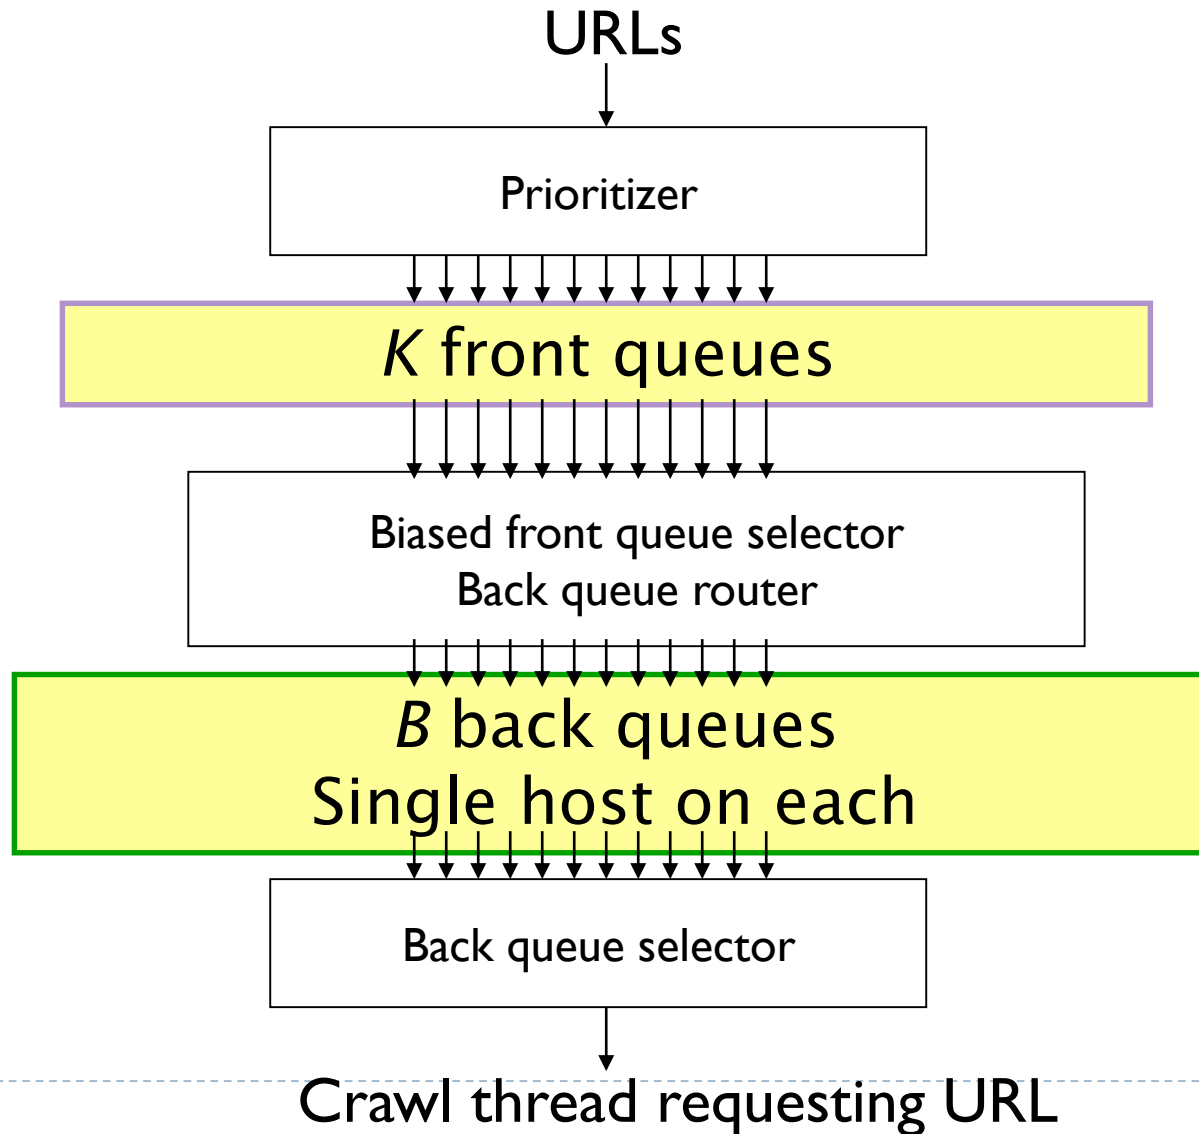 URLs
Prioritizer
K front queues
Biased front queue selector
Back queue router
B back queues
Single host on each
Back queue selector
Crawl thread requesting URL